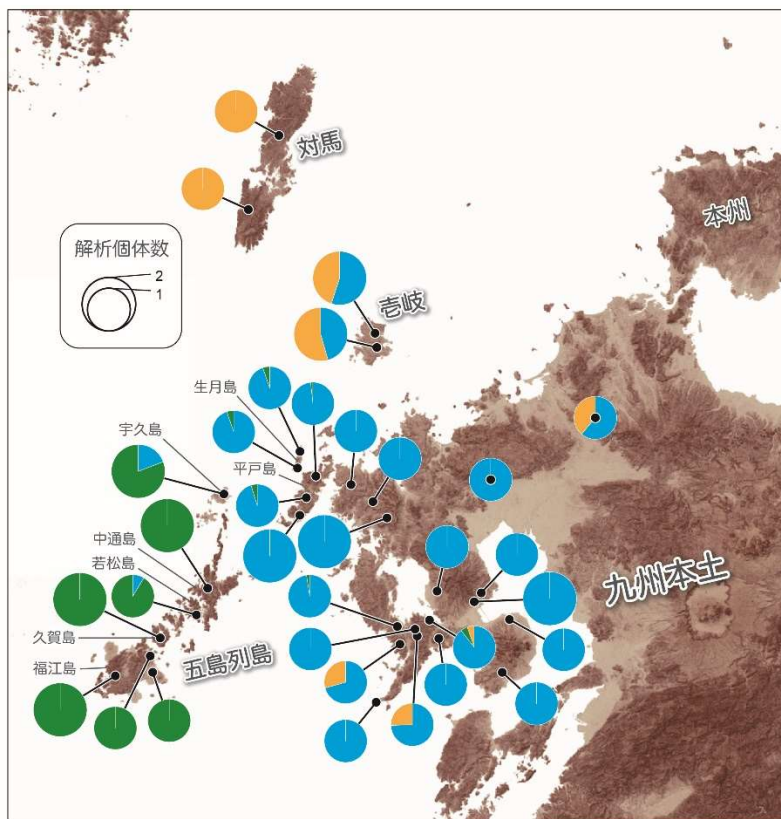 対馬
本州
解析個体数
2
1
壱岐
生月島
宇久島
平戸島
中通島
若松島
九州本土
久賀島
福江島
五島列島